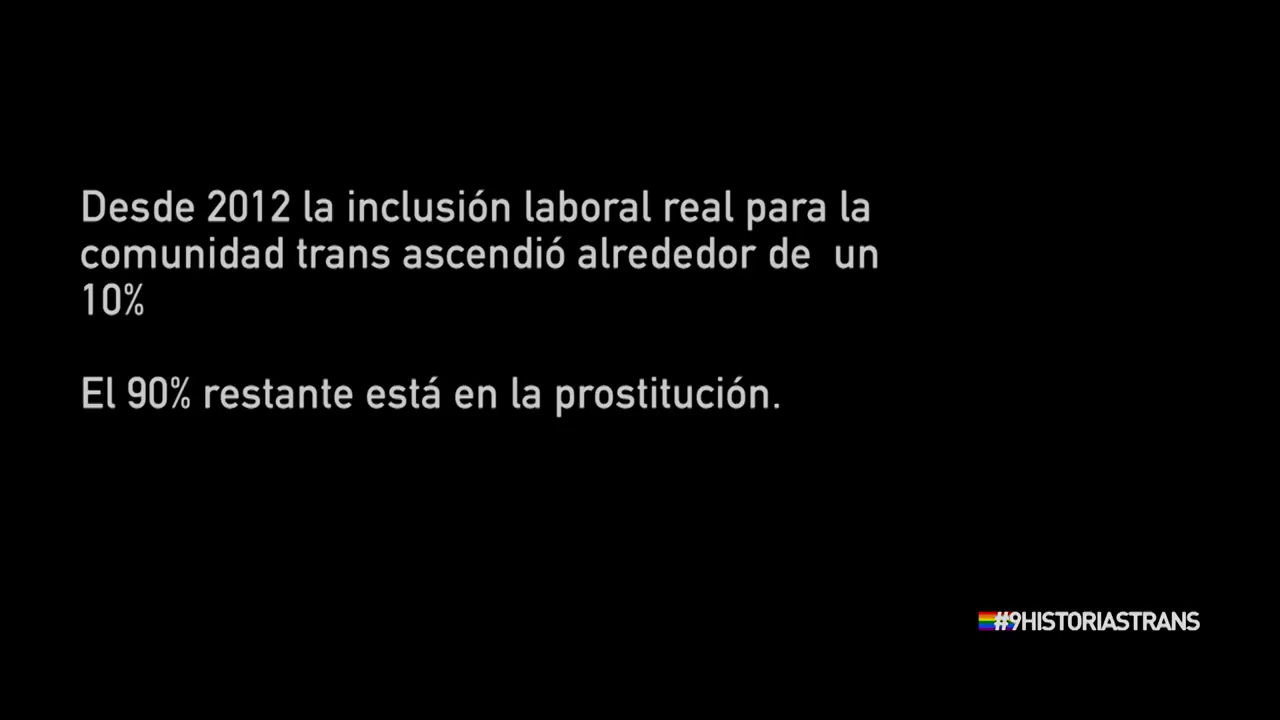 Desde 2012 la inclusión laboral real para la
comunidad trans ascendió alrededor de  un
10%
El 90% restante está en la prostitución.
#9HISTORIASTRANS